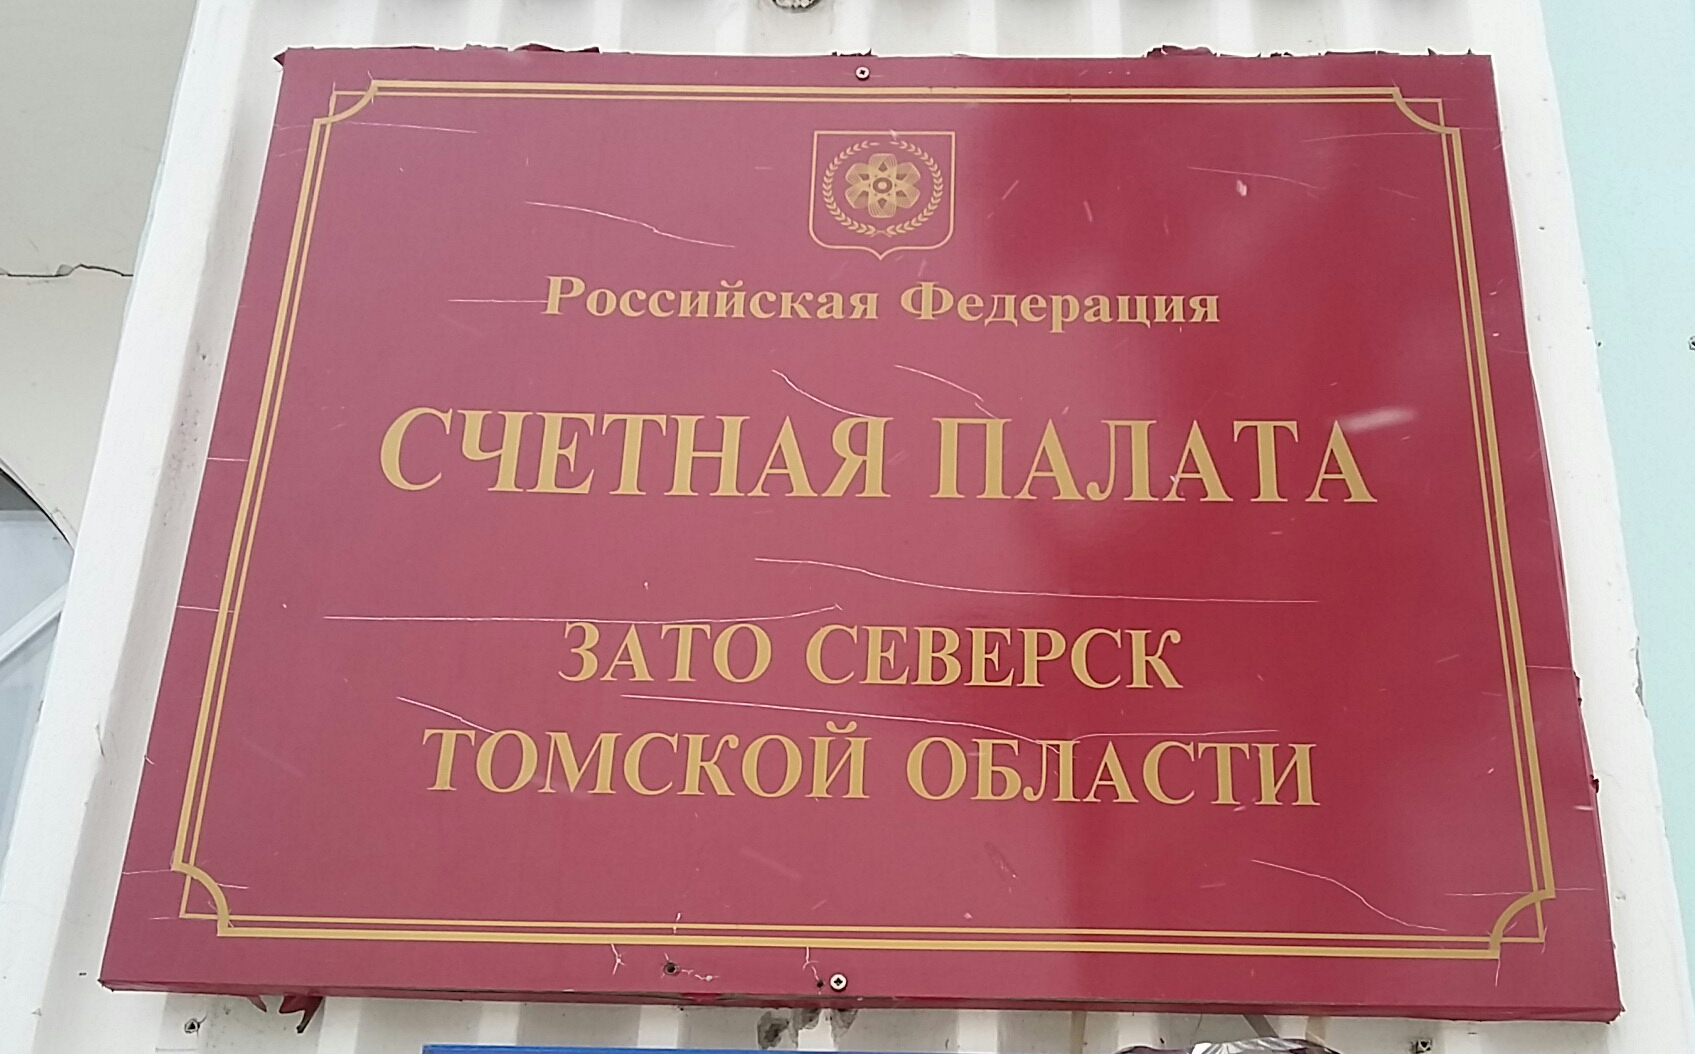 Российская Федерация
СЧЕТНАЯ ПАЛАТА
ЗАТО СЕВЕРСК
ТОМСКОЙ ОБЛАСТИ